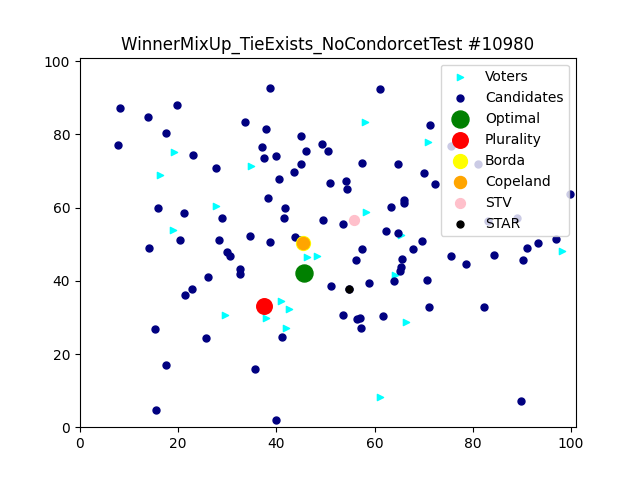 WinnerMixUp_TieExists_NoCondorcetTest #10980
100
80
60
40
20
0
0 20 40 60 80 100
Voters
Candidates
Optimal
Plurality
Borda
Copeland
STV
STAR